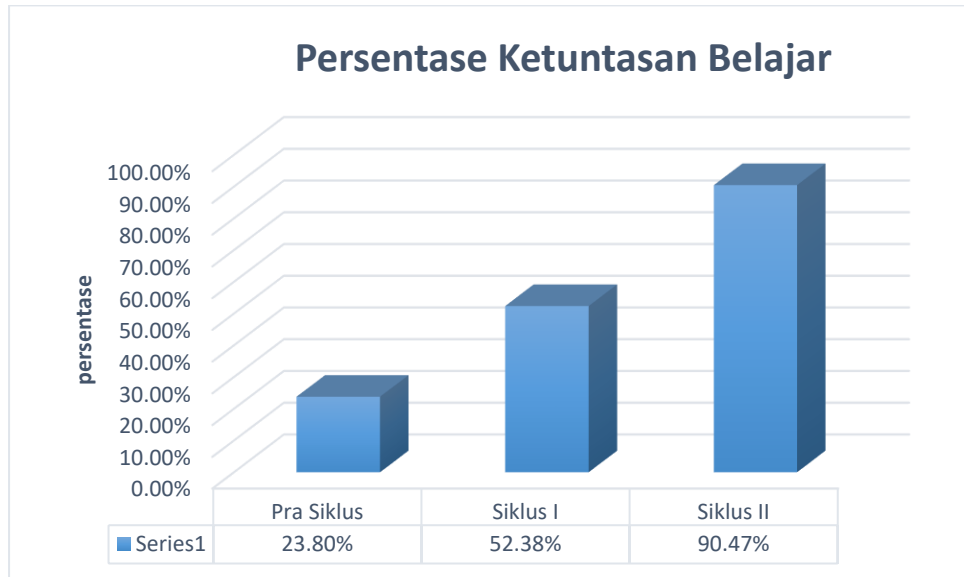 Persentase Ketuntasan Belajar
persentase
100.00%
90.00%
80.00%
70.00%
60.00%
50.00%
40.00%
30.00%
20.00%
10.00%
0.00%
Pra Siklus Siklus I Siklus II
Series1 23.80% 52.38% 90.47%